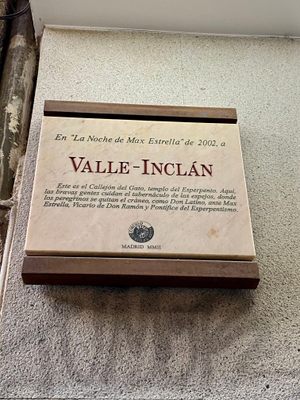 En "La Noche de Max Estrella" de 2002, a
VALLE-INCLÁN
Este es el Callejón del Gato, templo del Esperpento. Aquí,
las bravas gentes cuidan el tabernáculo de los espejos, donde
los peregrinos se quitan el cráneo, como Don Latino, ante Max
Estrella, Vicario de Don Ramón y Pontífice del Esperpentismo.
MADRID MMII